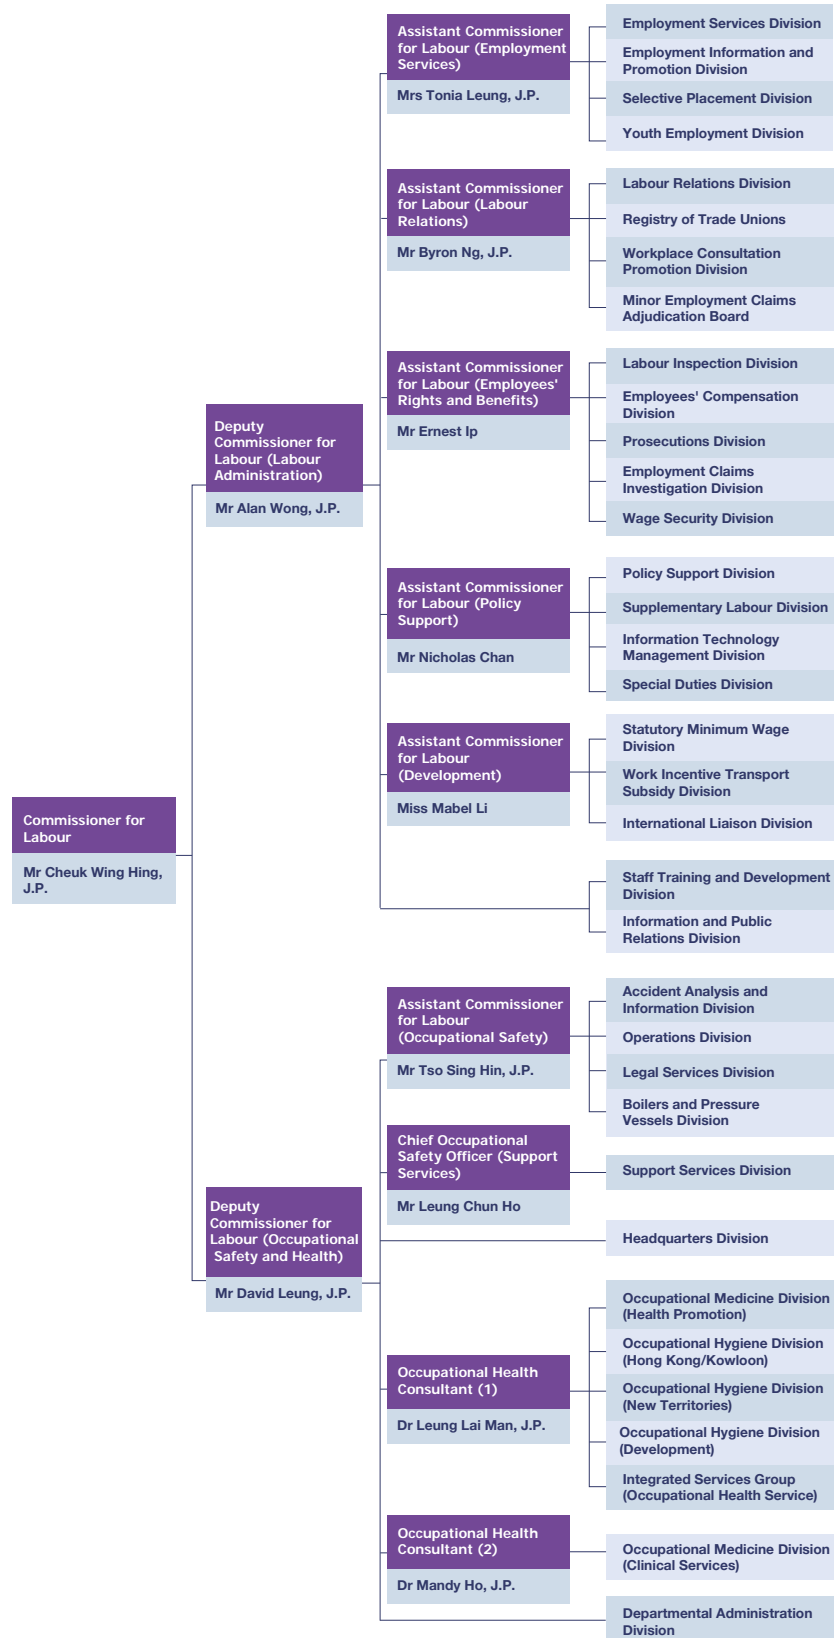 Assistant Commissioner
for Labour (Employment
Services)
Mrs Tonia Leung, J.P.
Employment Services Division
Employment Information and
Promotion Division
Selective Placement Division
Youth Employment Division
Assistant Commissioner
for Labour (Labour
Relations)
Mr Byron Ng, J.P.
Labour Relations Division
Registry of Trade Unions
Workplace Consultation
Promotion Division
Minor Employment Claims
Adjudication Board
Assistant Commissioner
for Labour (Employees'
Rights and Benefits)
Mr Ernest Ip
Labour Inspection Division
Employees' Compensation
Division
Prosecutions Division
Employment Claims
Investigation Division
Wage Security Division
Deputy
Commissioner for
Labour (Labour
Administration)
Mr Alan Wong, J.P.
Assistant Commissioner
for Labour (Policy
Support)
Mr Nicholas Chan
Policy Support Division
Supplementary Labour Division
Information Technology
Management Division
Special Duties Division
Assistant Commissioner
for Labour
(Development)
Miss Mabel Li
Statutory Minimum Wage
Division
Work Incentive Transport
Subsidy Division
International Liaison Division
Commissioner for
Labour
Mr Cheuk Wing Hing,
J.P.
Staff Training and Development
Division
Information and Public
Relations Division
Assistant Commissioner
for Labour
(Occupational Safety)
Mr Tso Sing Hin, J.P.
Accident Analysis and
Information Division
Operations Division
Legal Services Division
Boilers and Pressure
Vessels Division
Chief Occupational
Safety Officer (Support
Services)
Mr Leung Chun Ho
Support Services Division
Deputy
Commissioner for
Labour (Occupational
Safety and Health)
Mr David Leung, J.P.
Headquarters Division
Occupational Health
Consultant (1)
Dr Leung Lai Man, J.P.
Occupational Medicine Division
(Health Promotion)
Occupational Hygiene Division
(Hong Kong/Kowloon)
Occupational Hygiene Division
(New Territories)
Occupational Hygiene Division
(Development)
Integrated Services Group
(Occupational Health Service)
Occupational Health
Consultant (2)
Dr Mandy Ho, J.P.
Occupational Medicine Division
(Clinical Services)
Departmental Administration
Division